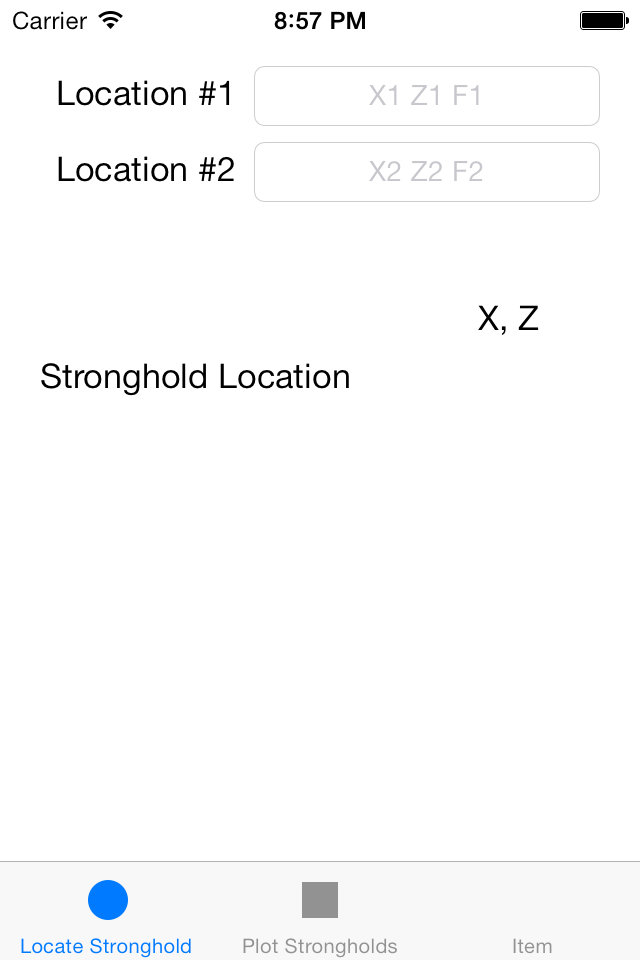 Carrier 8:57 PM
Location #1 X1 Z1 F1
Location #2 X2 Z2 F2
X, Z
Stronghold Location
Locate Stronghold Plot Strongholds Item